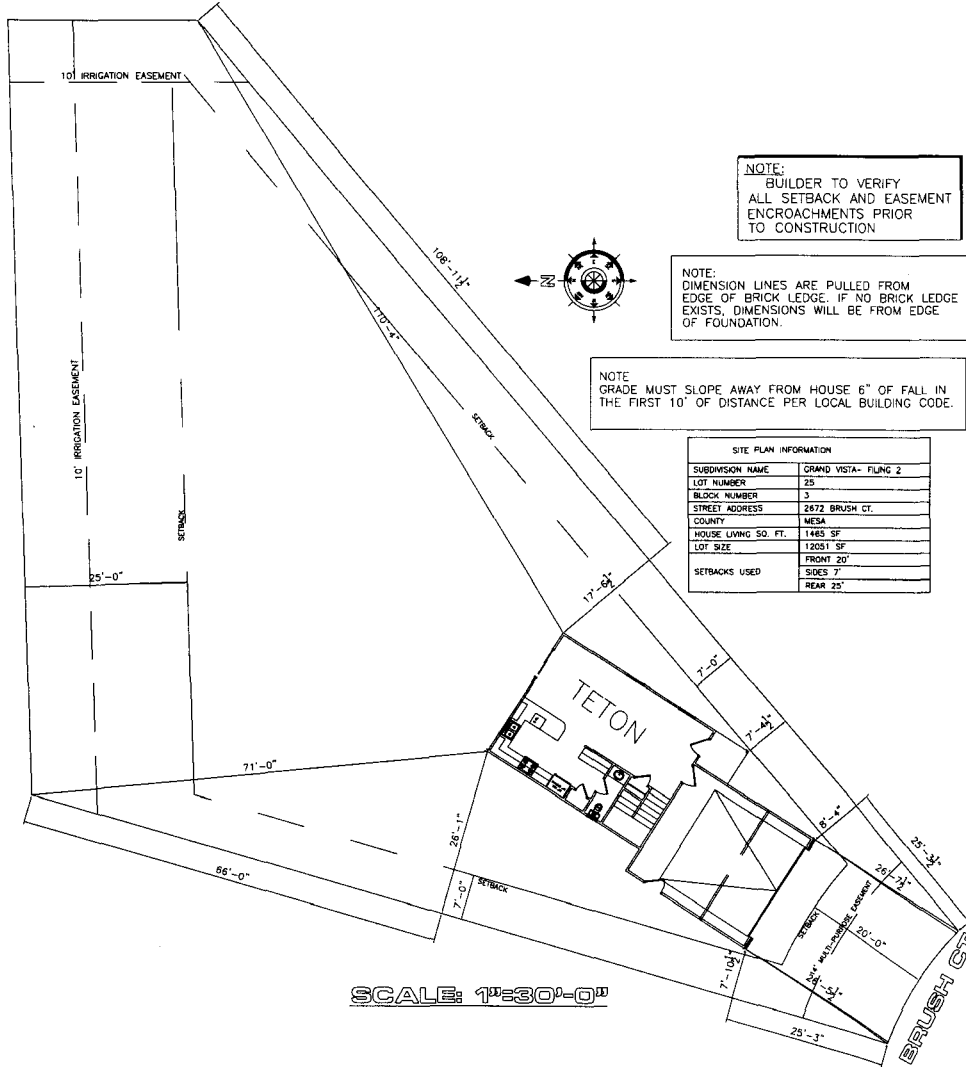 10' IRRIGATION EASEMENT
NOTE:
BUILDER TO VERIFY
ALL SETBACK AND EASEMENT
ENCROACHMENTS PRIOR
TO CONSTRUCTION
108'-11½"
N
NOTE:
DIMENSION LINES ARE PULLED FROM
EDGE OF BRICK LEDGE. IF NO BRICK LEDGE
EXISTS, DIMENSIONS WILL BE FROM EDGE
OF FOUNDATION.
110'-4"
NOTE
GRADE MUST SLOPE AWAY FROM HOUSE 6" OF FALL IN
THE FIRST 10' OF DISTANCE PER LOCAL BUILDING CODE.
10' IRRIGATION EASEMENT
SETBACK
SETBACK
SITE PLAN INFORMATION
SUBDIVISION NAME GRAND VISTA- FILING 2
LOT NUMBER 25
BLOCK NUMBER 3
STREET ADDRESS 2672 BRUSH CT.
COUNTY MESA
HOUSE LIVING SQ. FT. 1465 SF
LOT SIZE 12051 SF
SETBACKS USED FRONT 20'
SIDES 7'
REAR 25'
25'-0"
17'-6½"
7'-0"
TETON
7'-4½"
71'-0"
26'-1"
8'-4"
25'-3½"
66'-0"
7'-0"
SETBACK
26'-7½"
SETBACK
14' MULTI-PURPOSE EASEMENT
20'-0"
7'-10½"
SCALE: 1"=30'-0"
25'-3"
BRUSH CT